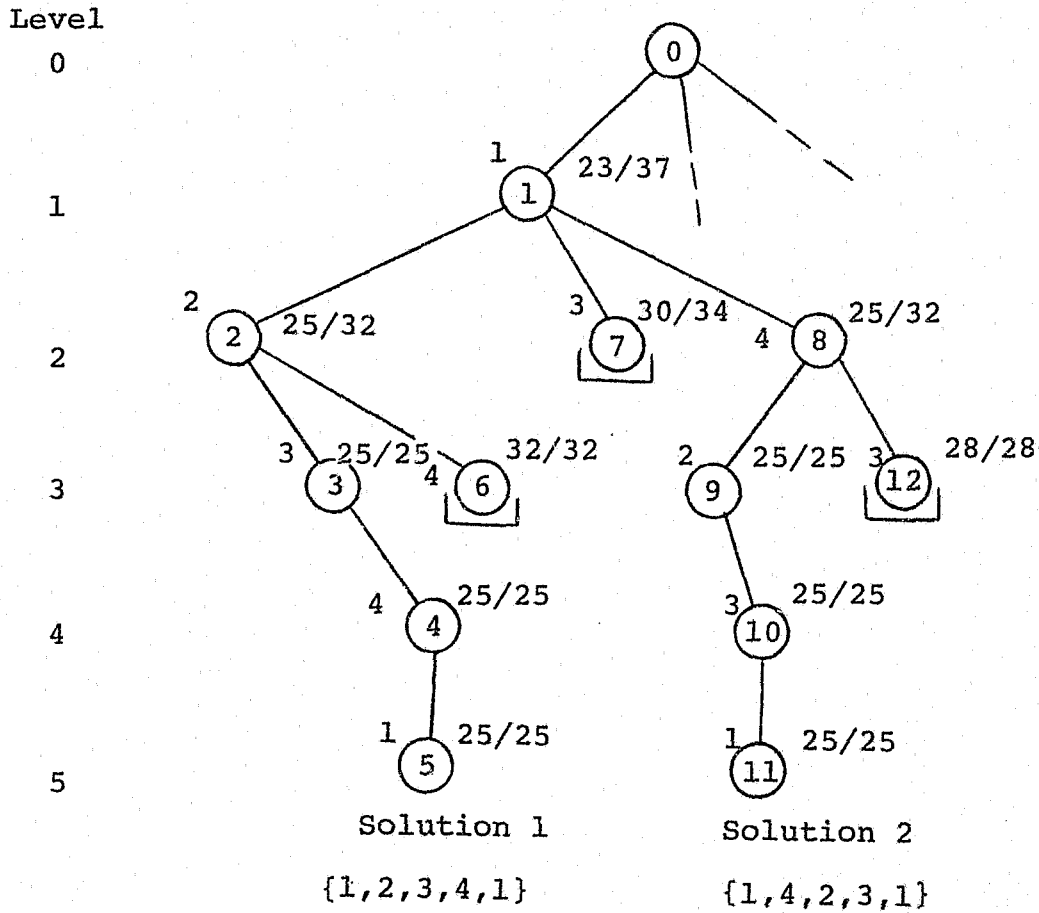 Level
0 0
1 23/37
1 1
2 25/32 3 30/34 4 25/32
2 2 7 8
3 25/25 4 32/32 2 25/25 3 28/28
3 3 6 9 12
4 25/25 3 25/25
4 4 10
1 25/25 1 25/25
5 5 11
Solution 1 Solution 2
{1,2,3,4,1} {1,4,2,3,1}